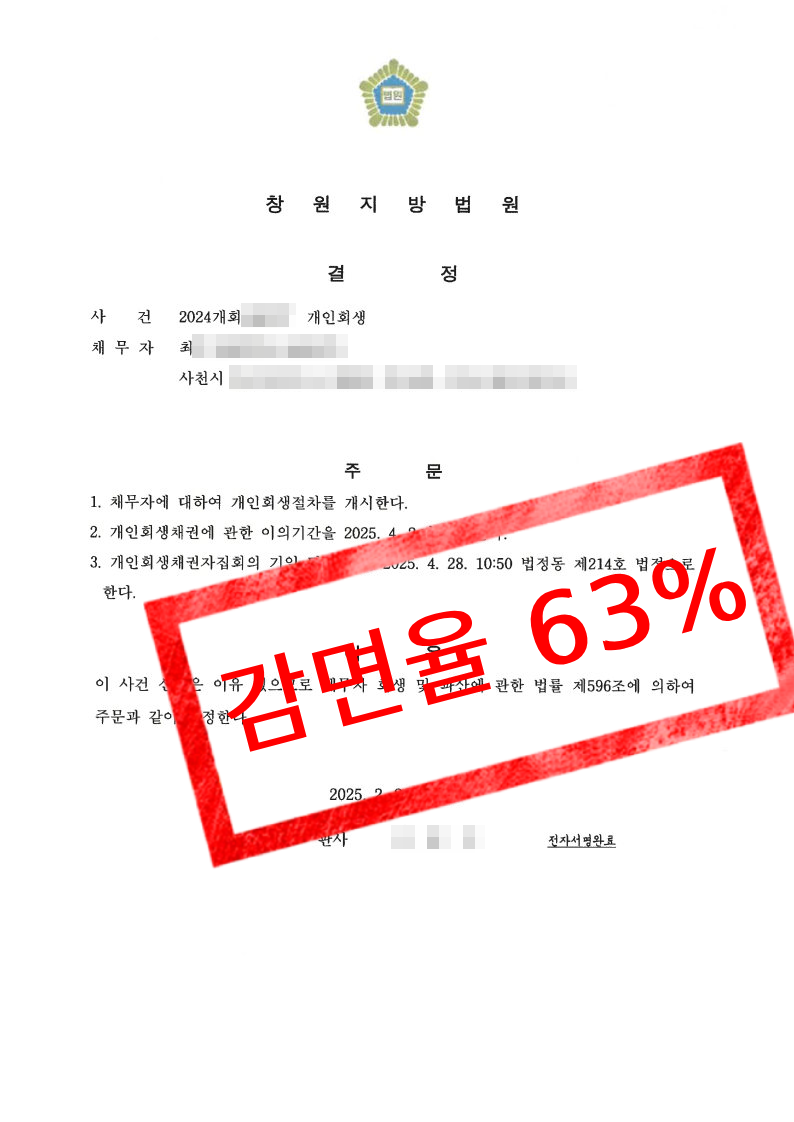 법원
창 원 지 방 법 원
결 정
사 건 2024개회 개인회생
채 무 자 최
사천시
주 문
1. 채무자에 대하여 개인회생절차를 개시한다.
2. 개인회생채권에 관한 이의기간을 2025. 4.
3. 개인회생채권자집회의 기일 2025. 4. 28. 10:50 법정동 제214호 법정으로
한다.
감면율 63%
이 사건 은 이유 회생 및 파산에 관한 법률 제596조에 의하여
주문과 같이
2025. 2.
판사 전자서명완료